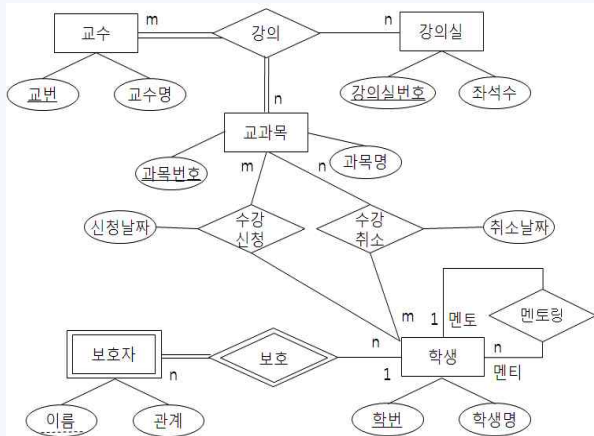 교수
m
강의
n
강의실
교번
교수명
강의실번호
좌석수
n
교과목
과목번호
m
n
과목명
신청날짜
수강
신청
수강
취소
취소날짜
m
1 멘토
멘토링
보호자
n
보호
n
1
학생
n
멘티
이름
관계
학번
학생명